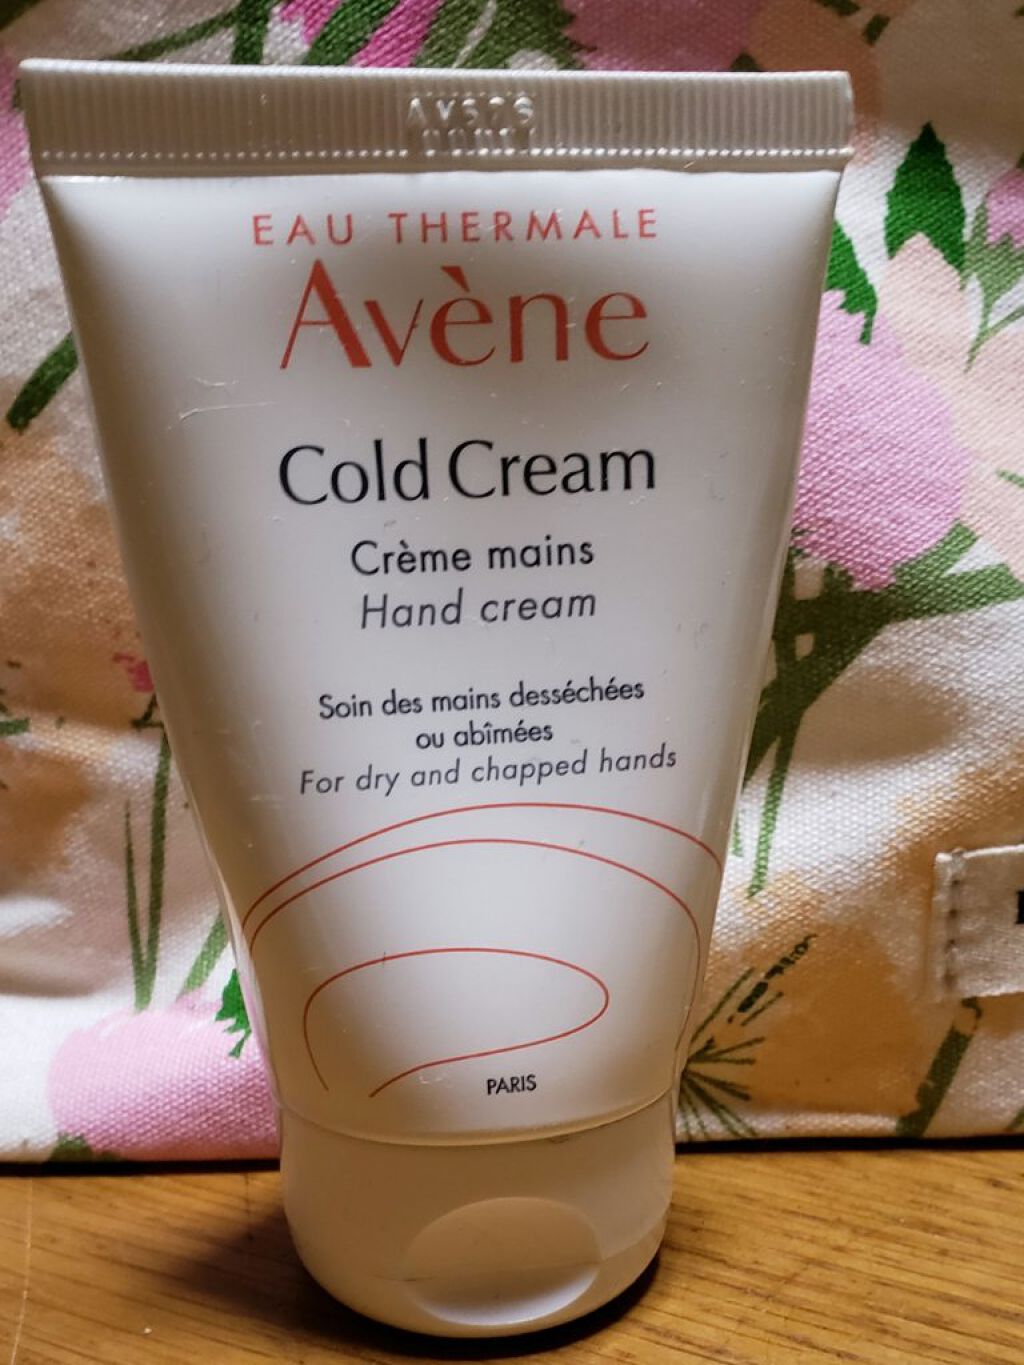 EAU THERMALE
Avène
Cold Cream
Crème mains
Hand cream
Soin des mains desséchées
ou abîmées
For dry and chapped hands
PARIS